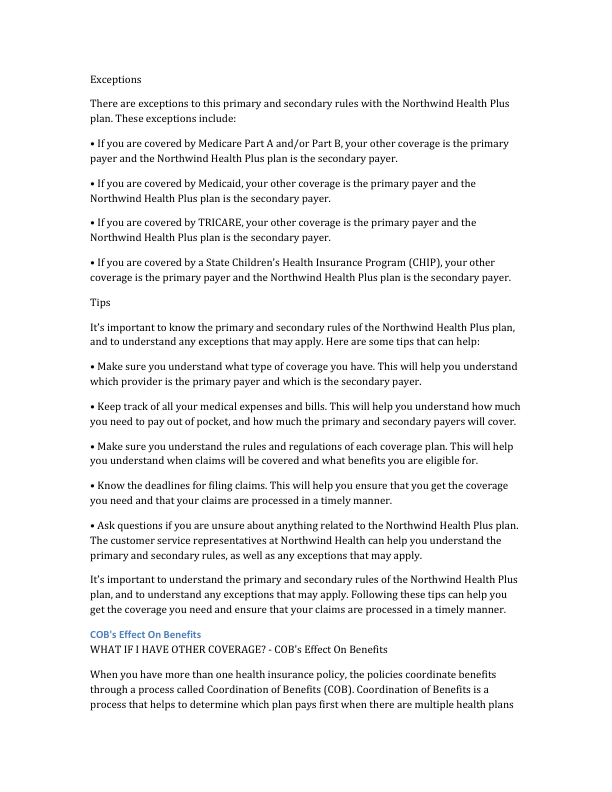 Exceptions
There are exceptions to this primary and secondary rules with the Northwind Health Plus
plan. These exceptions include:
• If you are covered by Medicare Part A and/or Part B, your other coverage is the primary
payer and the Northwind Health Plus plan is the secondary payer.
• If you are covered by Medicaid, your other coverage is the primary payer and the
Northwind Health Plus plan is the secondary payer.
• If you are covered by TRICARE, your other coverage is the primary payer and the
Northwind Health Plus plan is the secondary payer.
• If you are covered by a State Children's Health Insurance Program (CHIP), your other
coverage is the primary payer and the Northwind Health Plus plan is the secondary payer.
Tips
It's important to know the primary and secondary rules of the Northwind Health Plus plan,
and to understand any exceptions that may apply. Here are some tips that can help:
• Make sure you understand what type of coverage you have. This will help you understand
which provider is the primary payer and which is the secondary payer.
• Keep track of all your medical expenses and bills. This will help you understand how much
you need to pay out of pocket, and how much the primary and secondary payers will cover.
• Make sure you understand the rules and regulations of each coverage plan. This will help
you understand when claims will be covered and what benefits you are eligible for.
• Know the deadlines for filing claims. This will help you ensure that you get the coverage
you need and that your claims are processed in a timely manner.
• Ask questions if you are unsure about anything related to the Northwind Health Plus plan.
The customer service representatives at Northwind Health can help you understand the
primary and secondary rules, as well as any exceptions that may apply.
It's important to understand the primary and secondary rules of the Northwind Health Plus
plan, and to understand any exceptions that may apply. Following these tips can help you
get the coverage you need and ensure that your claims are processed in a timely manner.
COB's Effect On Benefits
WHAT IF I HAVE OTHER COVERAGE? - COB's Effect On Benefits
When you have more than one health insurance policy, the policies coordinate benefits
through a process called Coordination of Benefits (COB). Coordination of Benefits is a
process that helps to determine which plan pays first when there are multiple health plans